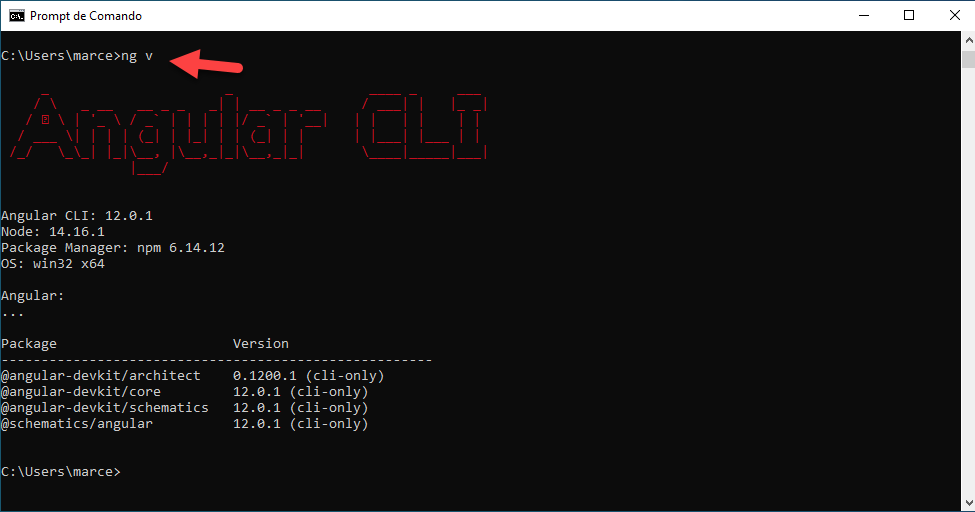 Prompt de Comando
C:\Users\marce>ng v
Angular CLI
Angular CLI: 12.0.1
Node: 14.16.1
Package Manager: npm 6.14.12
OS: win32 x64
Angular:
...
Package Version
------------------------------------------------------
@angular-devkit/architect 0.1200.1 (cli-only)
@angular-devkit/core 12.0.1 (cli-only)
@angular-devkit/schematics 12.0.1 (cli-only)
@schematics/angular 12.0.1 (cli-only)
C:\Users\marce>